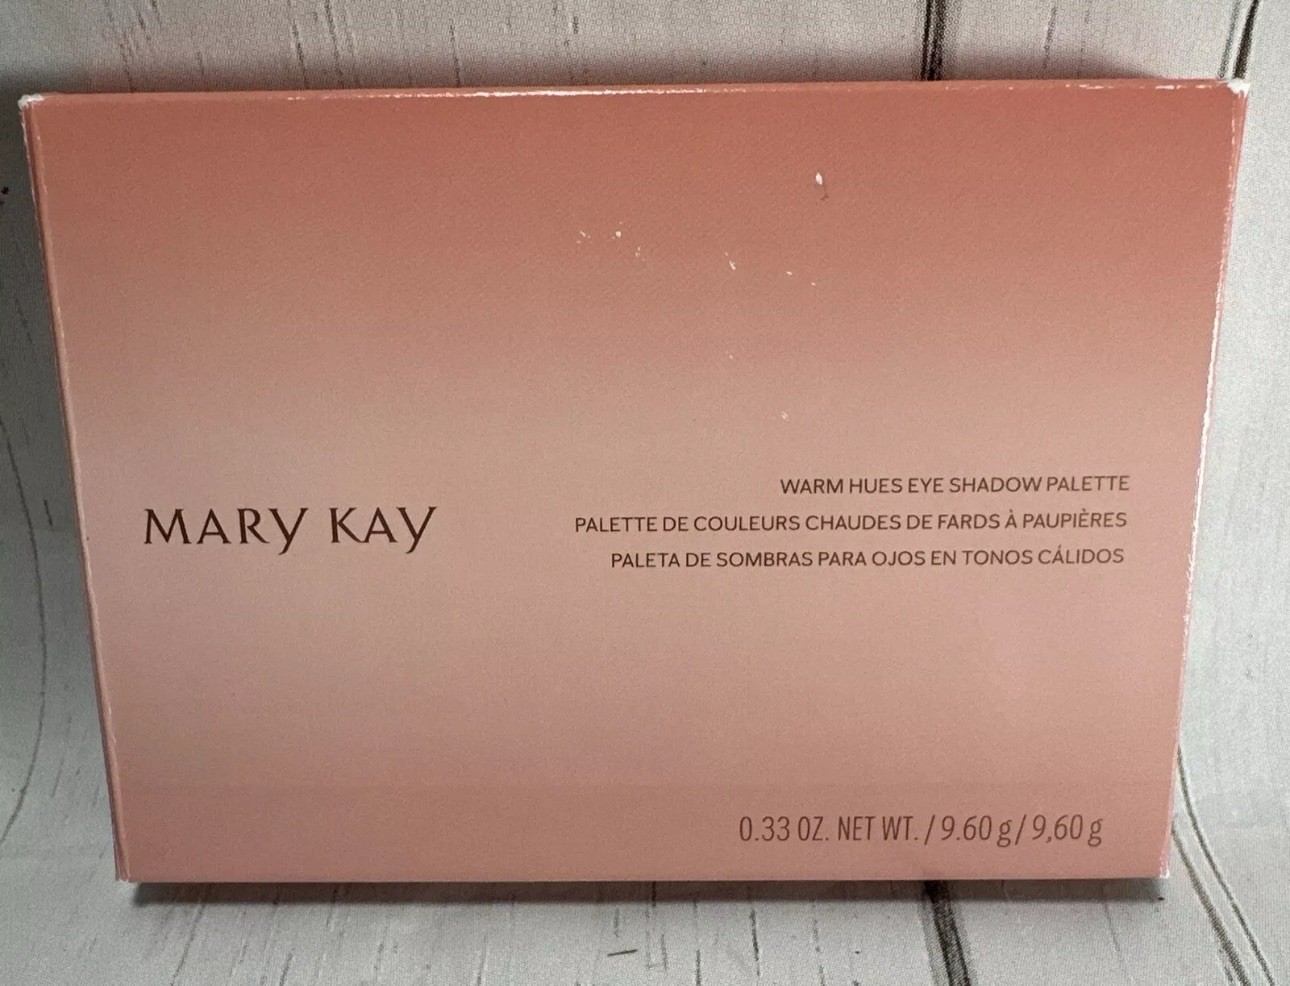 MARY KAY
WARM HUES EYE SHADOW PALETTE
PALETTE DE COULEURS CHAUDES DE FARDS À PAUPIÈRES
PALETA DE SOMBRAS PARA OJOS EN TONOS CÁLIDOS
0.33 OZ. NET WT. / 9.60 g / 9,60 g